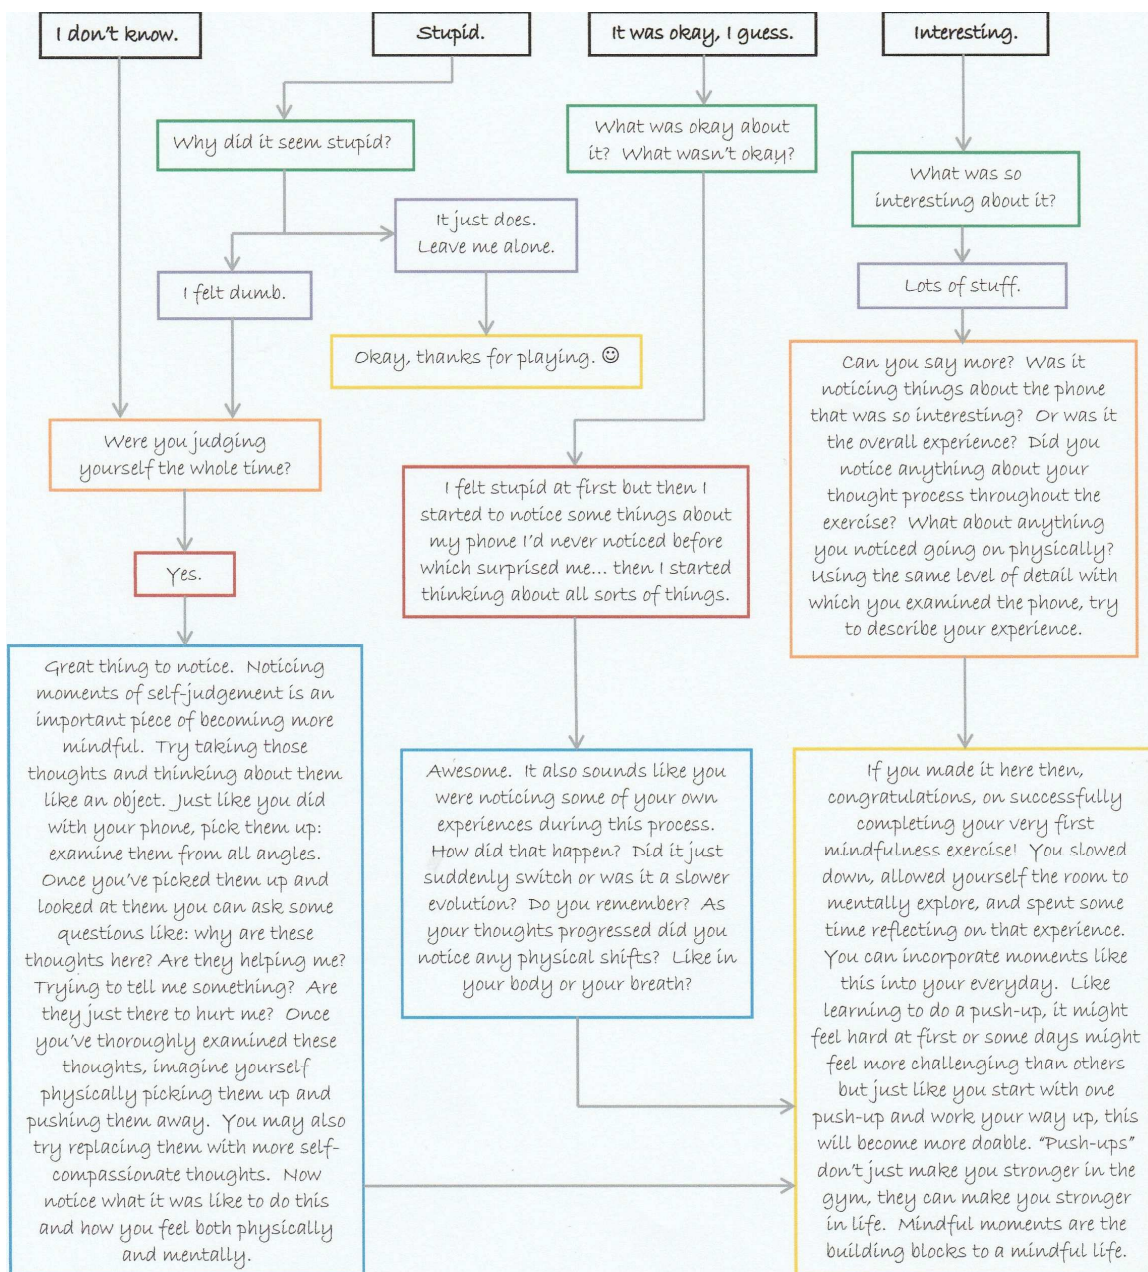 I don't know.
Stupid.
It was okay, I guess.
Interesting.
Why did it seem stupid?
What was okay about
it? What wasn't okay?
What was so
interesting about it?
It just does.
Leave me alone.
I felt dumb.
Lots of stuff.
Okay, thanks for playing. ☺
Can you say more? Was it
noticing things about the phone
that was so interesting? Or was it
the overall experience? Did you
notice anything about your
thought process throughout the
exercise? What about anything
you noticed going on physically?
Using the same level of detail with
which you examined the phone, try
to describe your experience.
Were you judging
yourself the whole time?
I felt stupid at first but then I
started to notice some things about
my phone I'd never noticed before
which surprised me... then I started
thinking about all sorts of things.
Yes.
Great thing to notice. Noticing
moments of self-judgement is an
important piece of becoming more
mindful. Try taking those
thoughts and thinking about them
like an object. Just like you did
with your phone, pick them up:
examine them from all angles.
Once you've picked them up and
looked at them you can ask some
questions like: why are these
thoughts here? Are they helping me?
Trying to tell me something? Are
they just there to hurt me? Once
you've thoroughly examined these
thoughts, imagine yourself
physically picking them up and
pushing them away. You may also
try replacing them with more self-
compassionate thoughts. Now
notice what it was like to do this
and how you feel both physically
and mentally.
Awesome. It also sounds like you
were noticing some of your own
experiences during this process.
How did that happen? Did it just
suddenly switch or was it a slower
evolution? Do you remember? As
your thoughts progressed did you
notice any physical shifts? Like in
your body or your breath?
If you made it here then,
congratulations, on successfully
completing your very first
mindfulness exercise! You slowed
down, allowed yourself the room to
mentally explore, and spent some
time reflecting on that experience.
You can incorporate moments like
this into your everyday. Like
learning to do a push-up, it might
feel hard at first or some days might
feel more challenging than others
but just like you start with one
push-up and work your way up, this
will become more doable. "Push-ups"
don't just make you stronger in the
gym, they can make you stronger
in life. Mindful moments are the
building blocks to a mindful life.